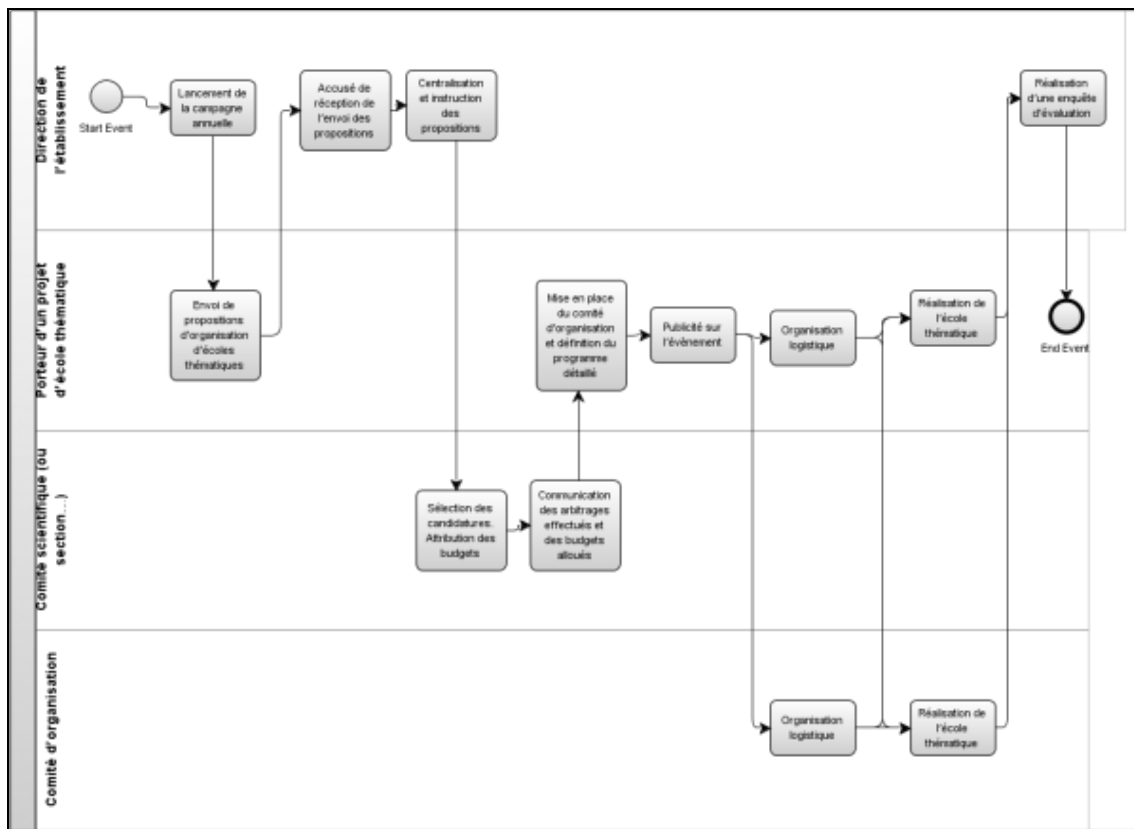 Direction de
l'établissement
Start Event
Lancement de
la campagne
annuelle
Accusé de
réception de
l'envoi des
propositions
Centralisation
et instruction
des
propositions
Réalisation
d'une enquête
d'évaluation
Porteur d'un projet
d'école thématique
Envoi de
propositions
d'organisation
d'écoles
thématiques
Mise en place
du comité
d'organisation
et définition du
programme
détaillé
Publicité sur
l'évènement
Organisation
logistique
Réalisation de
l'école
thématique
End Event
Comité scientifique (ou
section...)
Sélection des
candidatures.
Attribution des
budgets
Communication
des arbitrages
effectués et
des budgets
alloués
Comité d'organisation
Organisation
logistique
Réalisation de
l'école
thématique